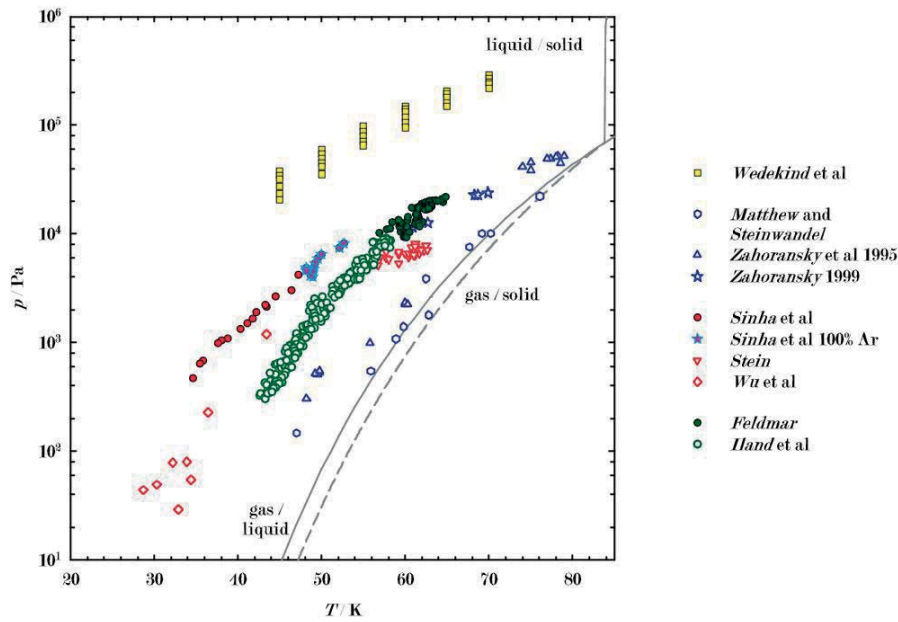 10⁶
10⁵
10⁴
10³
10²
10¹
p / Pa
20
30
40
50
60
70
80
T / K
liquid / solid
gas / solid
gas /
liquid
Wedekind et al
Matthew and
Steinwandel
Zahoransky et al 1995
Zahoransky 1999
Sinha et al
Sinha et al 100% Ar
Stein
Wu et al
Feldmar
Hand et al